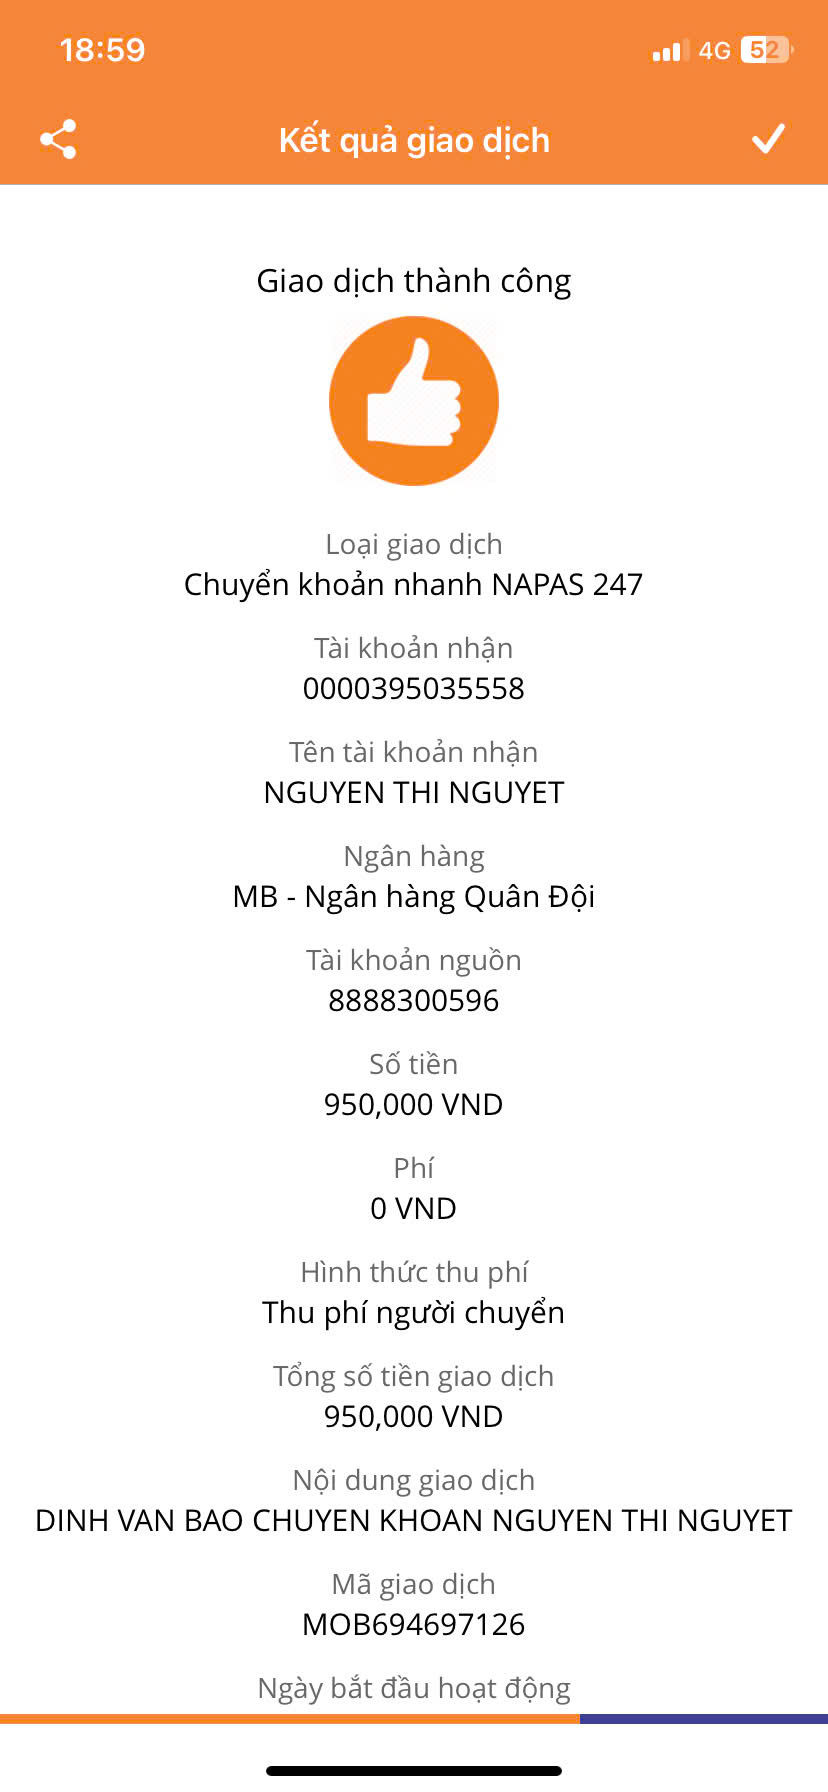 18:59
4G 52
Kết quả giao dịch
Giao dịch thành công
Loại giao dịch
Chuyển khoản nhanh NAPAS 247
Tài khoản nhận
0000395035558
Tên tài khoản nhận
NGUYEN THI NGUYET
Ngân hàng
MB - Ngân hàng Quân Đội
Tài khoản nguồn
8888300596
Số tiền
950,000 VND
Phí
0 VND
Hình thức thu phí
Thu phí người chuyển
Tổng số tiền giao dịch
950,000 VND
Nội dung giao dịch
DINH VAN BAO CHUYEN KHOAN NGUYEN THI NGUYET
Mã giao dịch
MOB694697126
Ngày bắt đầu hoạt động